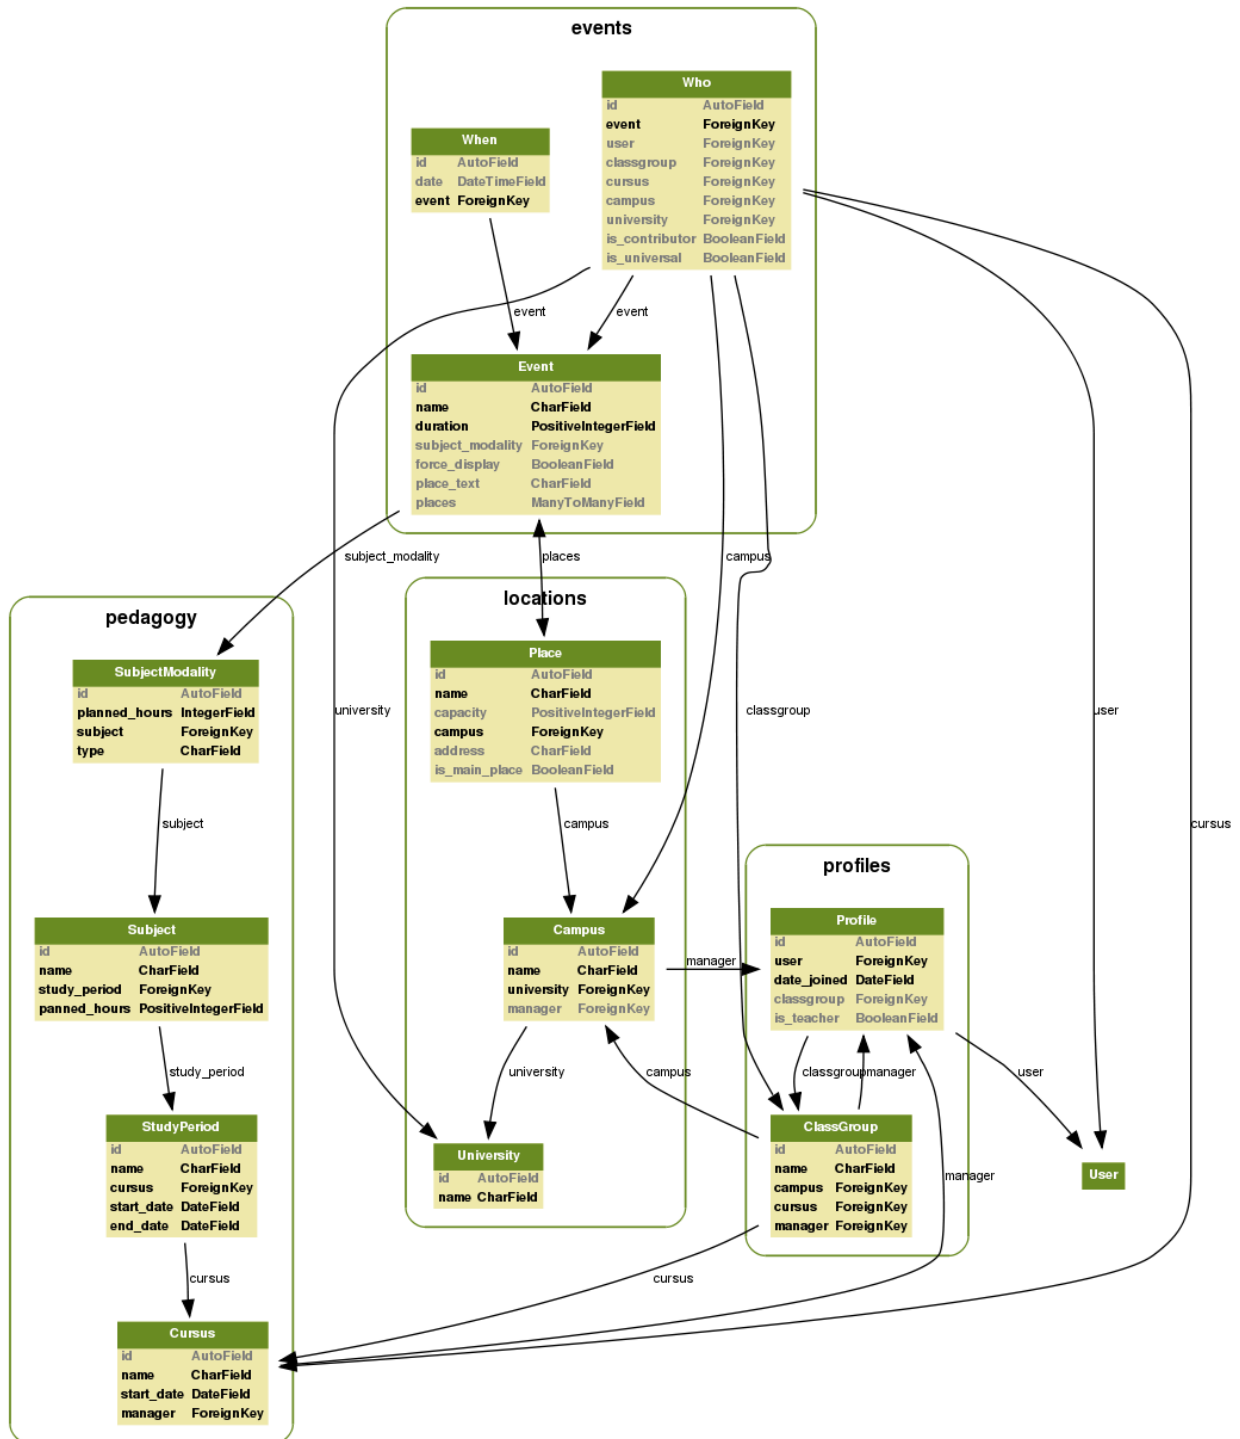 events
Who
id AutoField
event ForeignKey
user ForeignKey
classgroup ForeignKey
cursus ForeignKey
campus ForeignKey
university ForeignKey
is_contributor BooleanField
is_universal BooleanField
When
id AutoField
date DateTimeField
event ForeignKey
event
event
Event
id AutoField
name CharField
duration PositiveIntegerField
subject_modality ForeignKey
force_display BooleanField
place_text CharField
places ManyToManyField
subject_modality
places
campus
locations
pedagogy
Place
id AutoField
name CharField
capacity PositiveIntegerField
campus ForeignKey
address CharField
is_main_place BooleanField
SubjectModality
id AutoField
planned_hours IntegerField
subject ForeignKey
type CharField
university
classgroup
user
subject
campus
cursus
profiles
Subject
id AutoField
name CharField
study_period ForeignKey
panned_hours PositiveIntegerField
Campus
id AutoField
name CharField
university ForeignKey
manager ForeignKey
manager
Profile
id AutoField
user ForeignKey
date_joined DateField
classgroup ForeignKey
is_teacher BooleanField
study_period
university
campus
classgroup
manager
user
StudyPeriod
id AutoField
name CharField
cursus ForeignKey
start_date DateField
end_date DateField
University
id AutoField
name CharField
ClassGroup
id AutoField
name CharField
campus ForeignKey
cursus ForeignKey
manager ForeignKey
manager
User
cursus
cursus
Cursus
id AutoField
name CharField
start_date DateField
manager ForeignKey